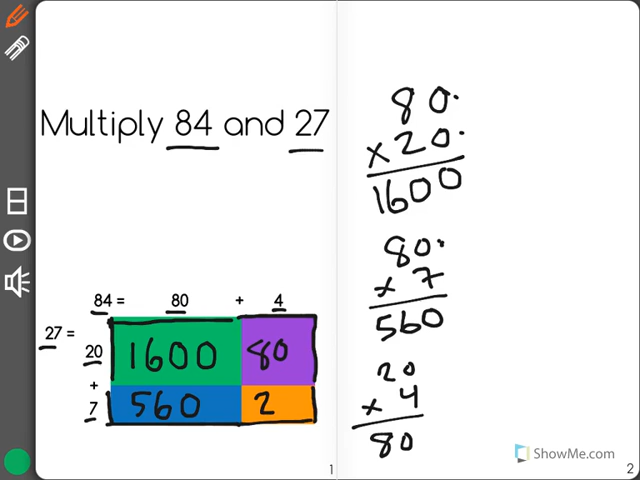 Multiply 84 and 27
84 = 80 + 4
27 =
20 1600 80
+
7 560 2
80.
x 20.
1600
80.
x 7
560
20
x 4
80
ShowMe.com
1
2